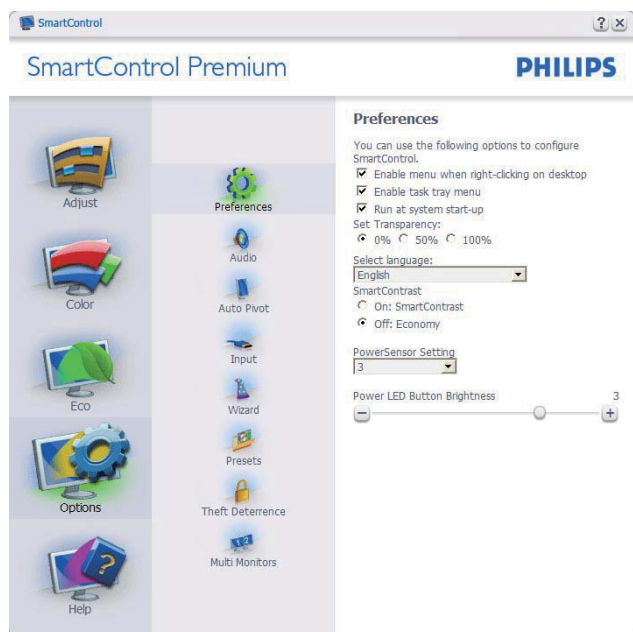 SmartControl
? x
SmartControl Premium
PHILIPS
Adjust
Color
Eco
Options
Help
Preferences
Audio
Auto Pivot
Input
Wizard
Presets
Theft Deterrence
1 2
Multi Monitors
Preferences
You can use the following options to configure
SmartControl.
Enable menu when right-clicking on desktop
Enable task tray menu
Run at system start-up
Set Transparency:
0% 50% 100%
Select language:
English
SmartContrast
On: SmartContrast
Off: Economy
PowerSensor Setting
3
Power LED Button Brightness 3